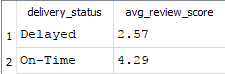 delivery_status avg_review_score
1 Delayed 2.57
2 On-Time 4.29